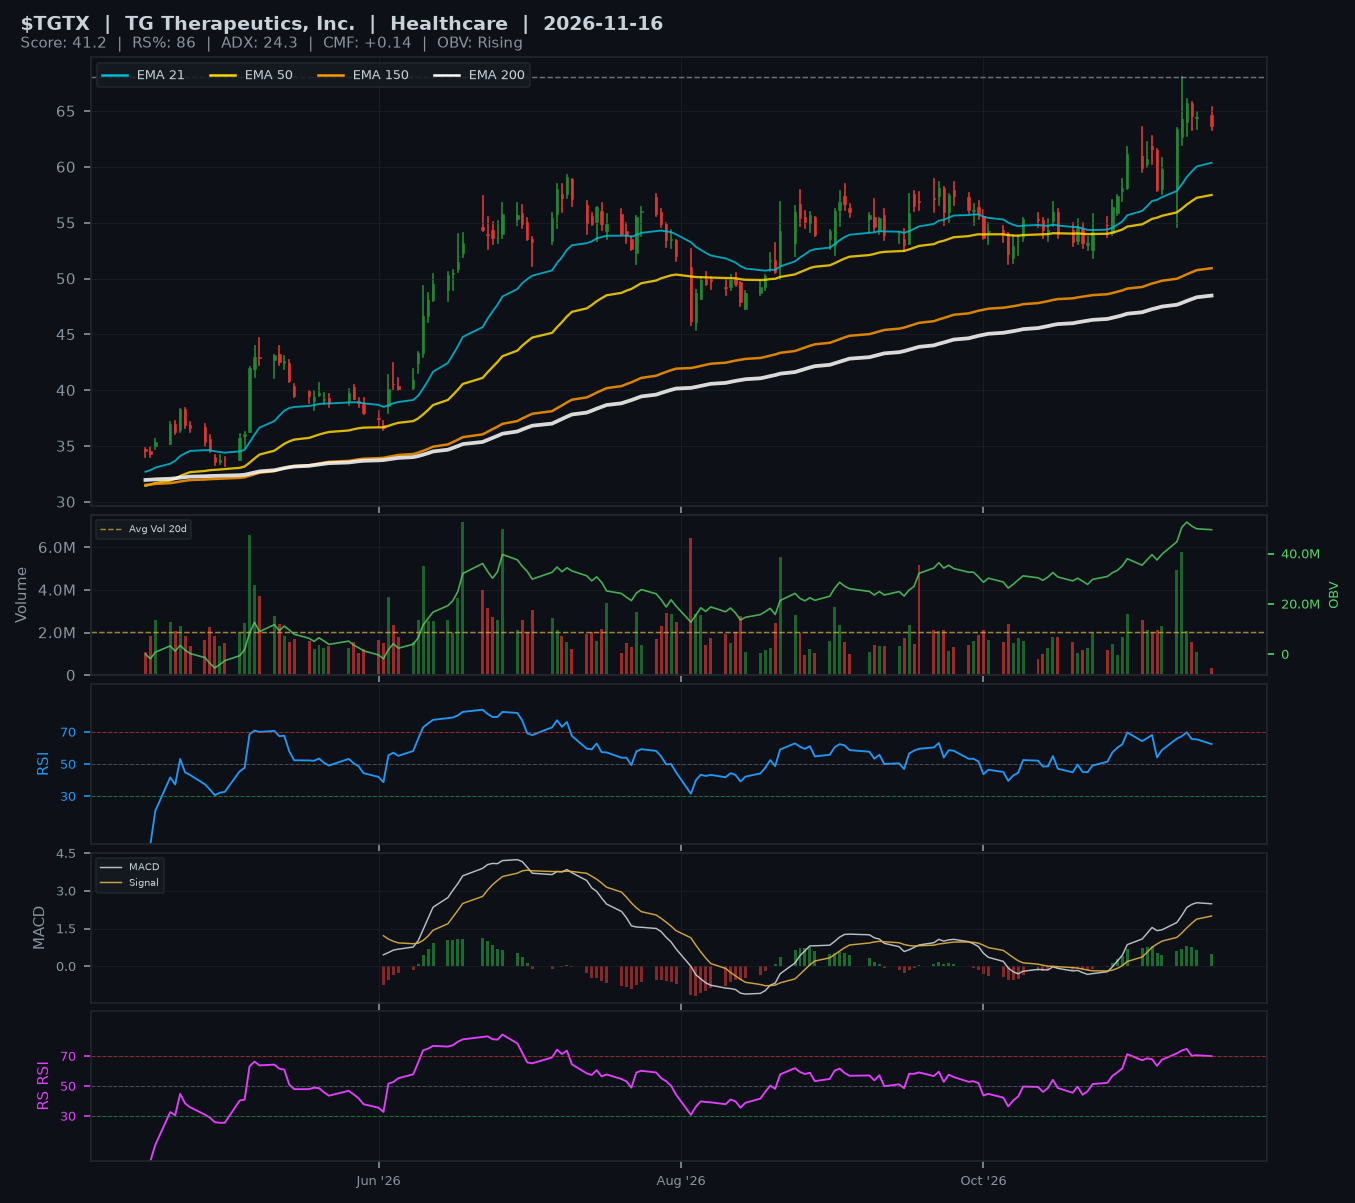 $TGTX | TG Therapeutics, Inc. | Healthcare | 2026-11-16
Score: 41.2 | RS%: 86 | ADX: 24.3 | CMF: +0.14 | OBV: Rising
EMA 21 EMA 50 EMA 150 EMA 200
65
60
55
50
45
40
35
30
Avg Vol 20d
6.0M
4.0M
2.0M
0
Volume
40.0M
20.0M
0
OBV
70
50
30
RSI
MACD
Signal
4.5
3.0
1.5
0.0
MACD
70
50
30
RS RSI
Jun '26 Aug '26 Oct '26